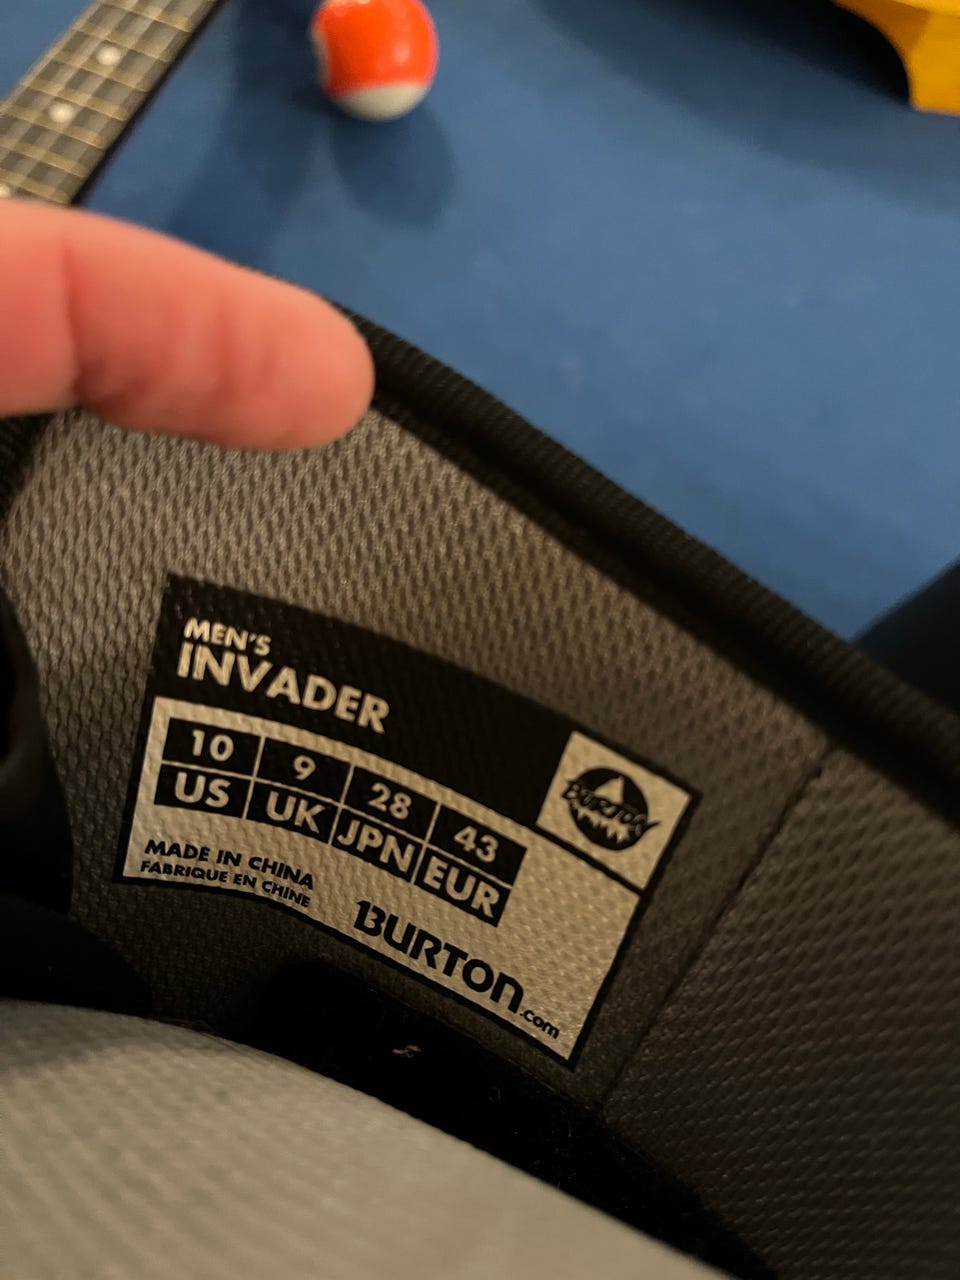 MEN'S
INVADER
10 9 28 43
US UK JPN EUR
MADE IN CHINA
FABRIQUE EN CHINE
BURTON.com
BURTON